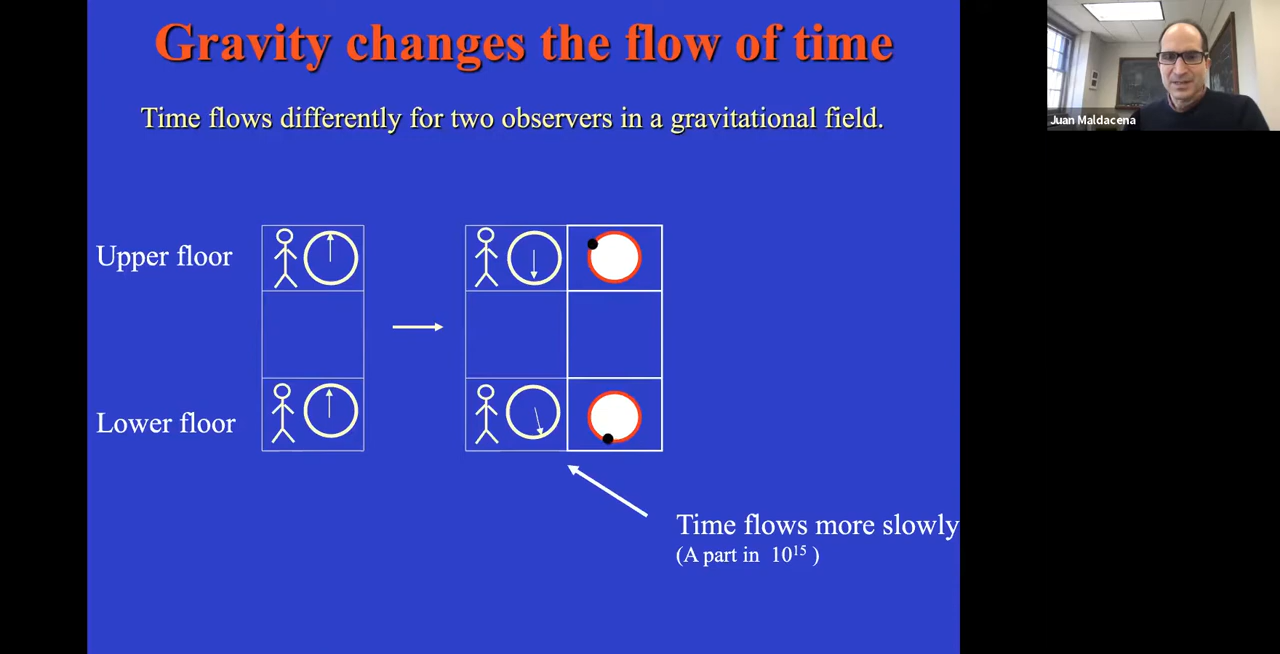 Gravity changes the flow of time
Time flows differently for two observers in a gravitational field.
Juan Maldacena
Upper floor
Lower floor
Time flows more slowly
(A part in 10¹⁵ )